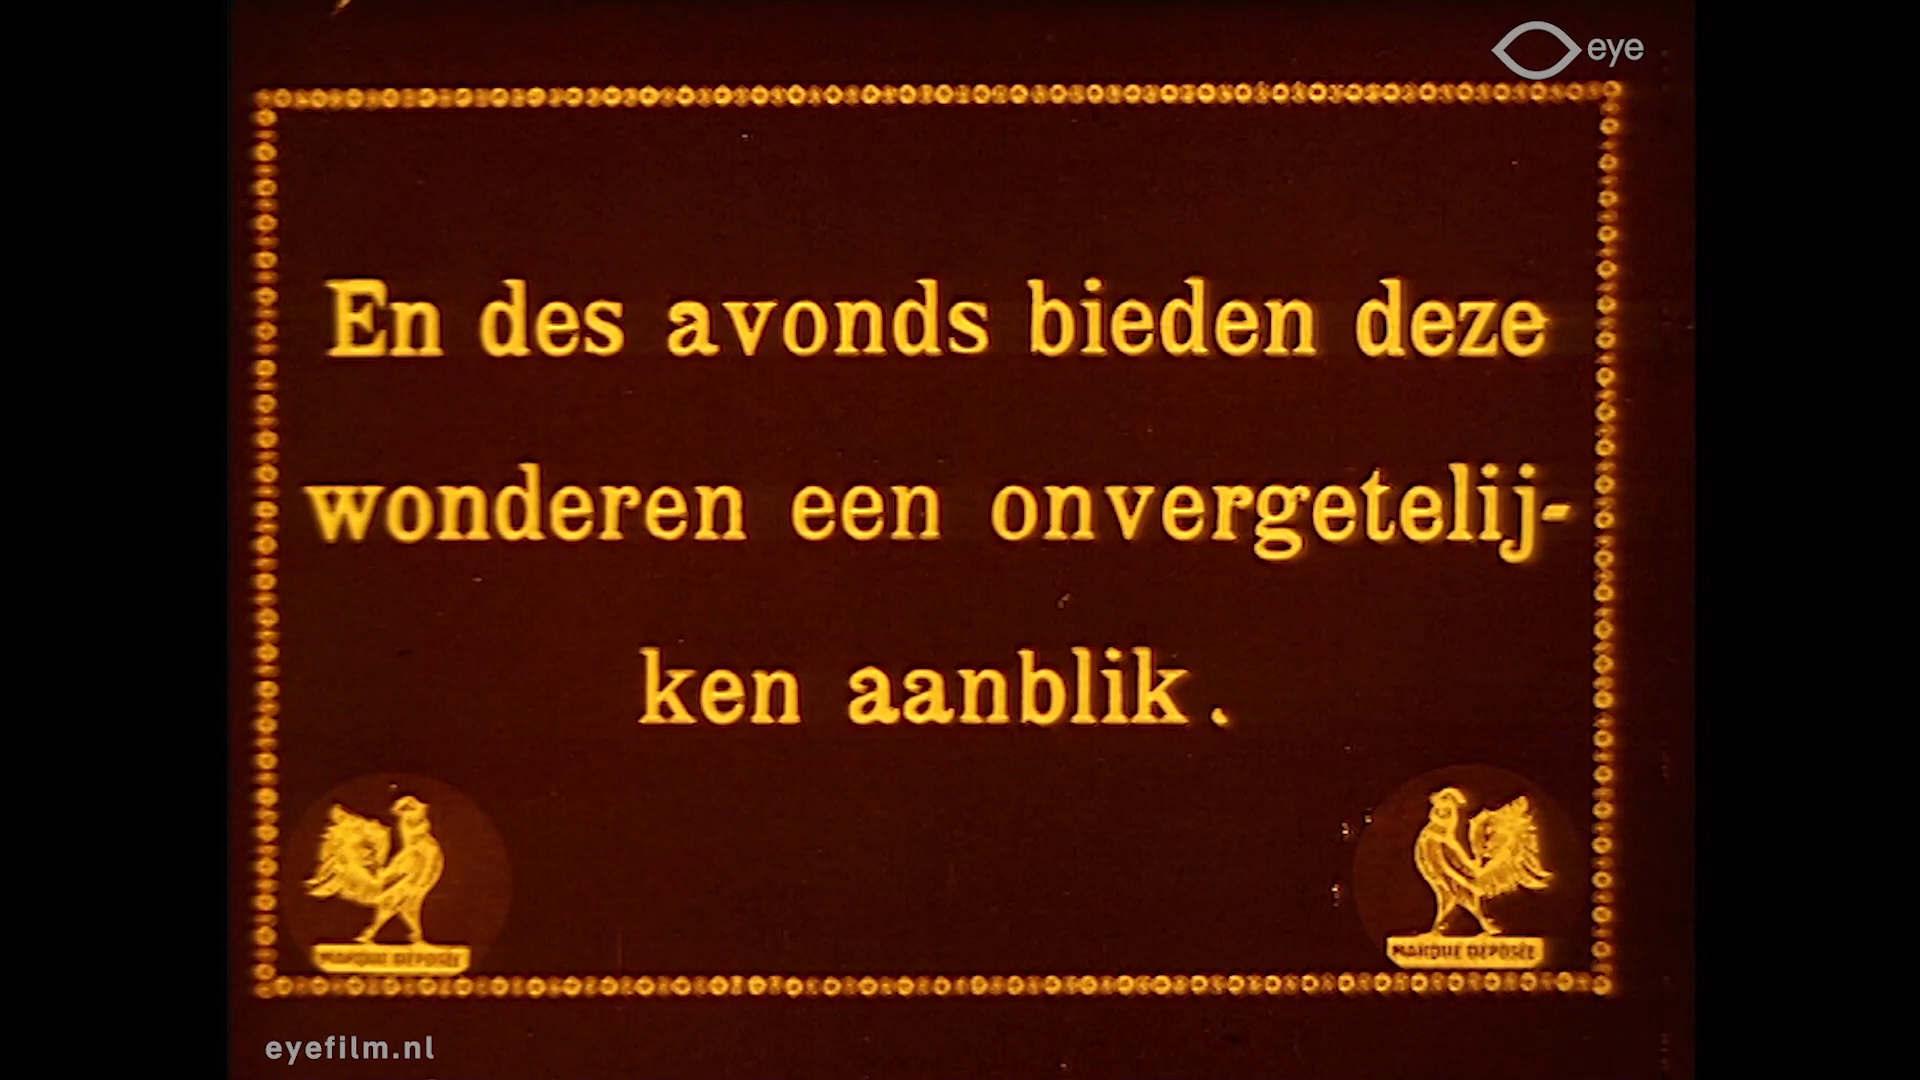 eye
En des avonds bieden deze
wonderen een onvergetelij-
ken aanblik.
MARQUE DÉPOSÉE
MARQUE DÉPOSÉE
eyefilm.nl